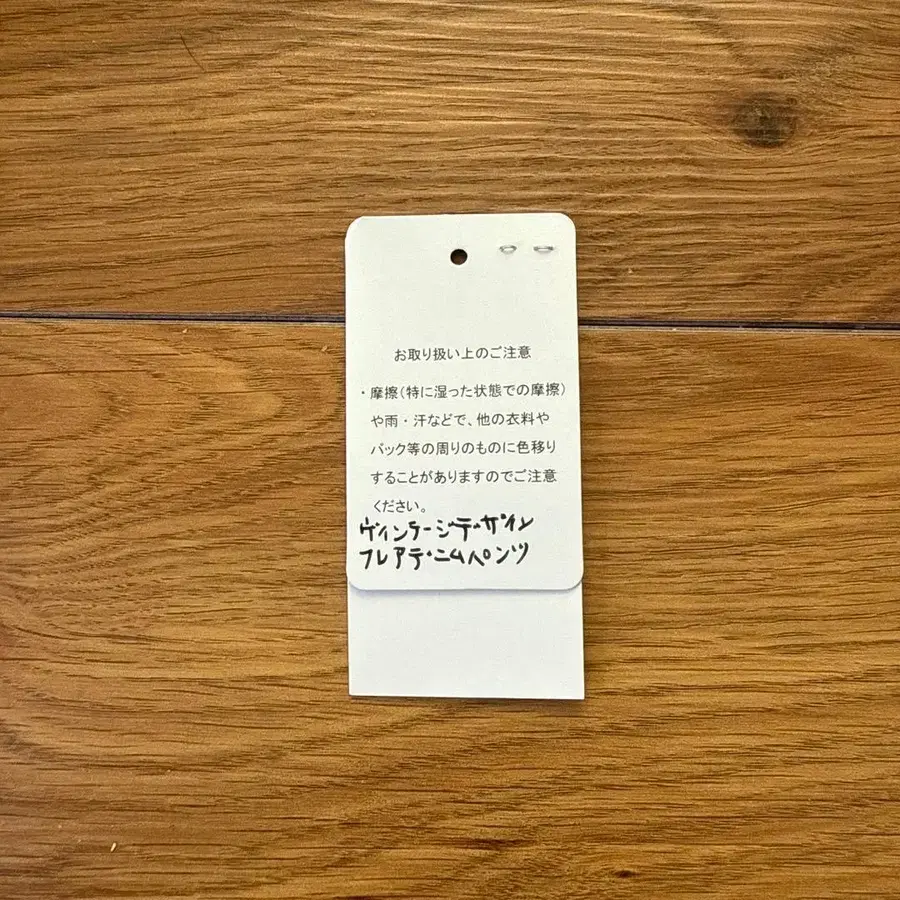 お取り扱い上のご注意
・摩擦(特に湿った状態での摩擦)
や雨・汗などで、他の衣料や
バック等の周りのものに色移り
することがありますのでご注意
ください。
ヴィンテージデザイン
フレアデニムパンツ